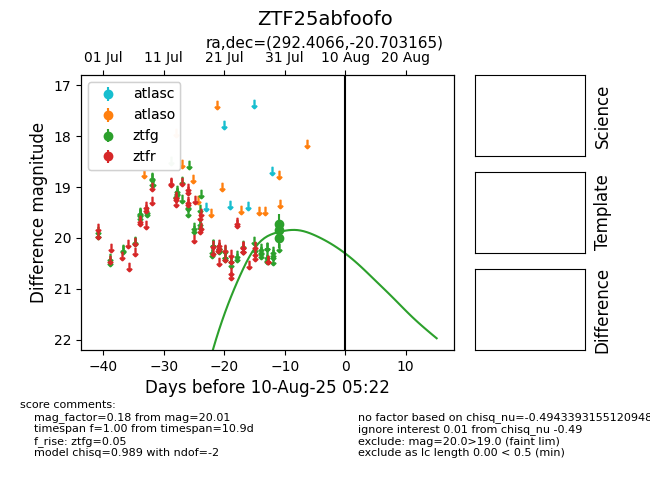 ZTF25abfoofo
ra,dec=(292.4066,-20.703165)
01 Jul 11 Jul 21 Jul 31 Jul 10 Aug 20 Aug
17
18
19
20
21
22
Difference magnitude
atlasc
atlaso
ztfg
ztfr
−40 −30 −20 −10 0 10
Days before 10-Aug-25 05:22
Science
Template
Difference
score comments:
mag_factor=0.18 from mag=20.01
timespan f=1.00 from timespan=10.9d
f_rise: ztfg=0.05
model chisq=0.989 with ndof=-2
no factor based on chisq_nu=-0.4943393155120948
ignore interest 0.01 from chisq_nu -0.49
exclude: mag=20.0>19.0 (faint lim)
exclude as lc length 0.00 < 0.5 (min)